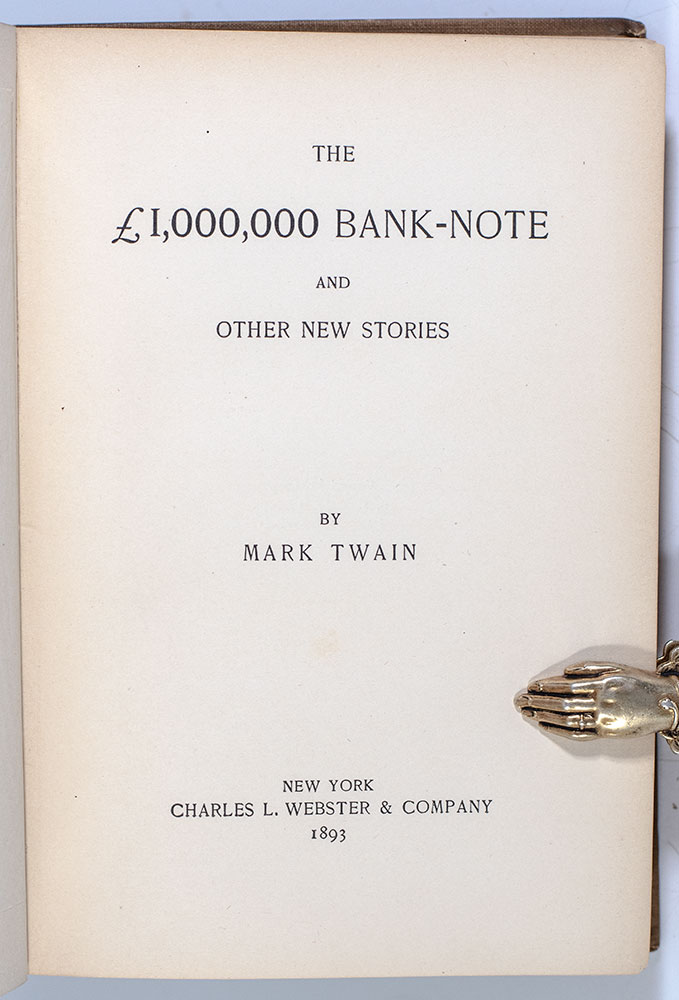 THE
£1,000,000 BANK-NOTE
AND
OTHER NEW STORIES
BY
MARK TWAIN
NEW YORK
CHARLES L. WEBSTER & COMPANY
1893